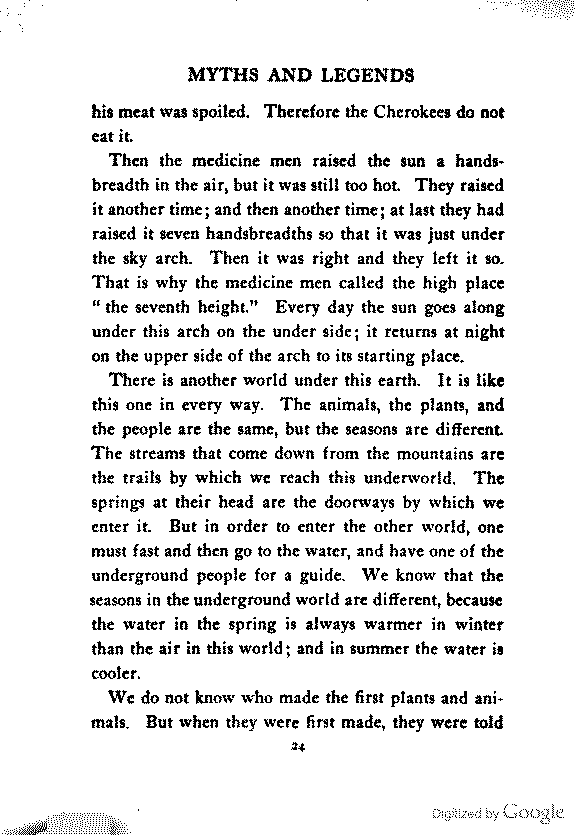 MYTHS AND LEGENDS
his meat was spoiled. Therefore the Cherokees do not
eat it.
Then the medicine men raised the sun a hands-
breadth in the air, but it was still too hot. They raised
it another time; and then another time; at last they had
raised it seven handsbreadths so that it was just under
the sky arch. Then it was right and they left it so.
That is why the medicine men called the high place
"the seventh height." Every day the sun goes along
under this arch on the under side; it returns at night
on the upper side of the arch to its starting place.
There is another world under this earth. It is like
this one in every way. The animals, the plants, and
the people are the same, but the seasons are different.
The streams that come down from the mountains are
the trails by which we reach this underworld. The
springs at their head are the doorways by which we
enter it. But in order to enter the other world, one
must fast and then go to the water, and have one of the
underground people for a guide. We know that the
seasons in the underground world are different, because
the water in the spring is always warmer in winter
than the air in this world; and in summer the water is
cooler.
We do not know who made the first plants and ani-
mals. But when they were first made, they were told
24
Digitized by Google